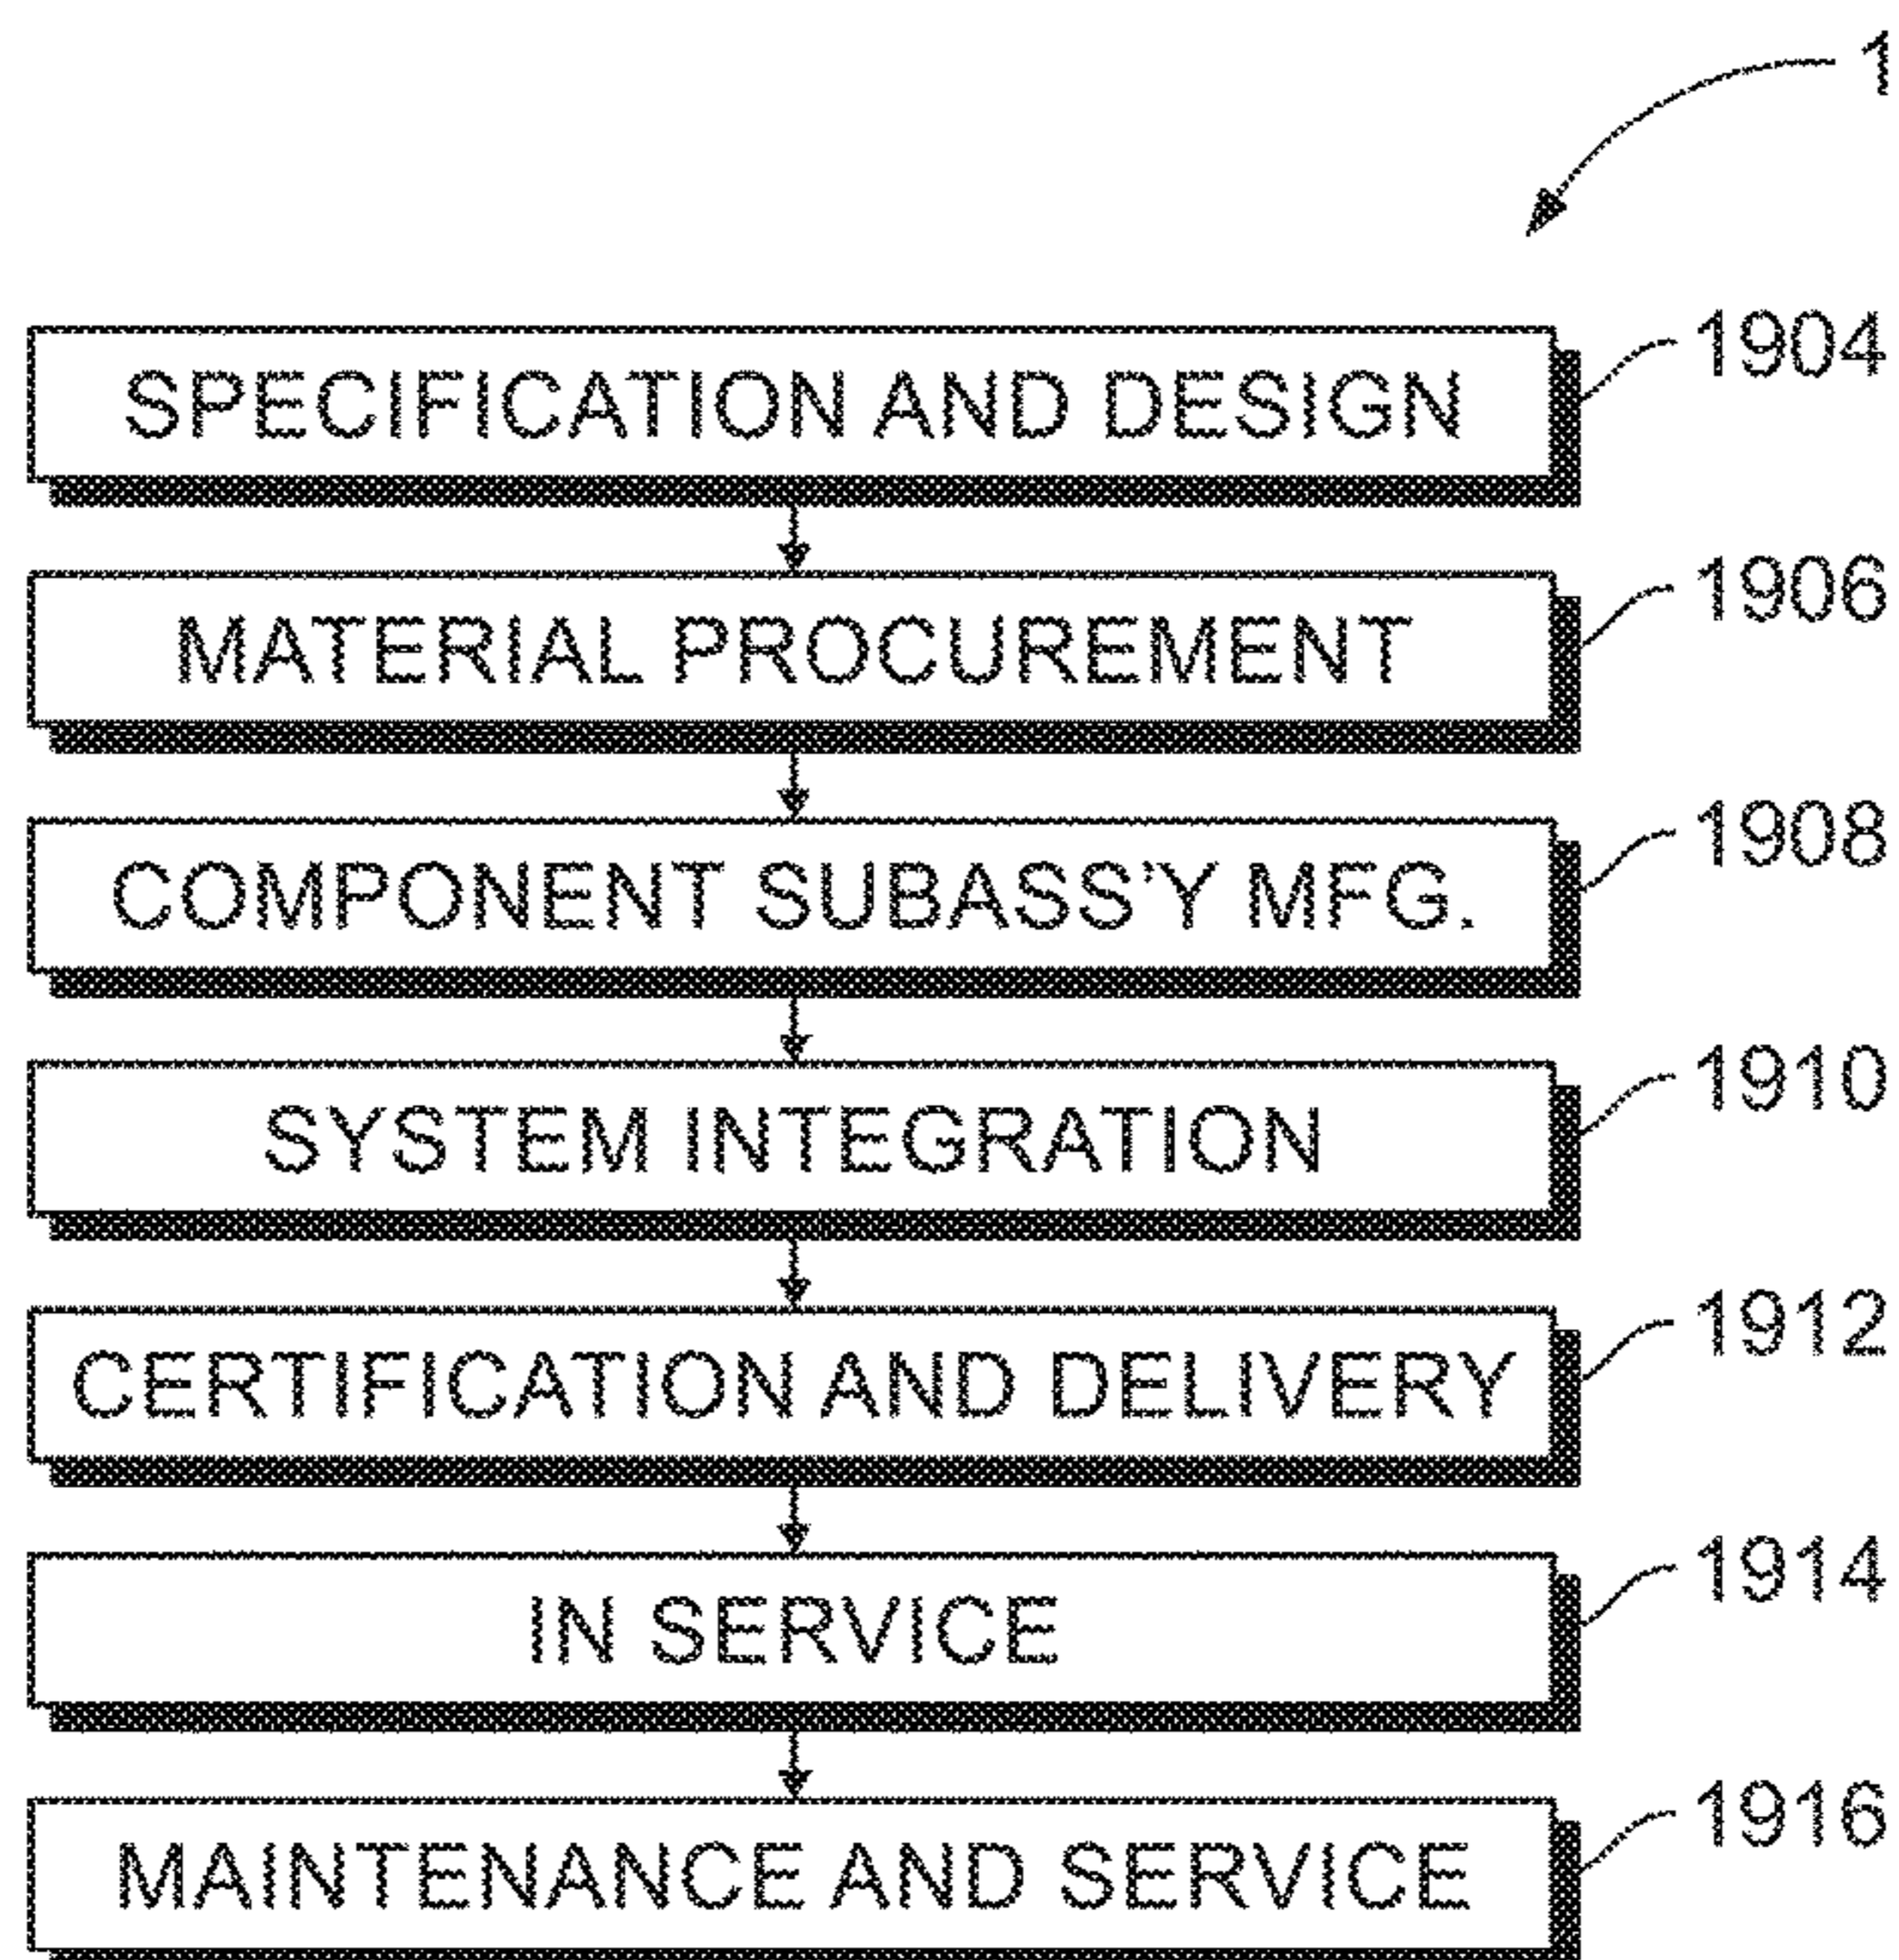 1
SPECIFICATION AND DESIGN 1904
MATERIAL PROCUREMENT 1906
COMPONENT SUBASS'Y MFG. 1908
SYSTEM INTEGRATION 1910
CERTIFICATION AND DELIVERY 1912
IN SERVICE 1914
MAINTENANCE AND SERVICE 1916